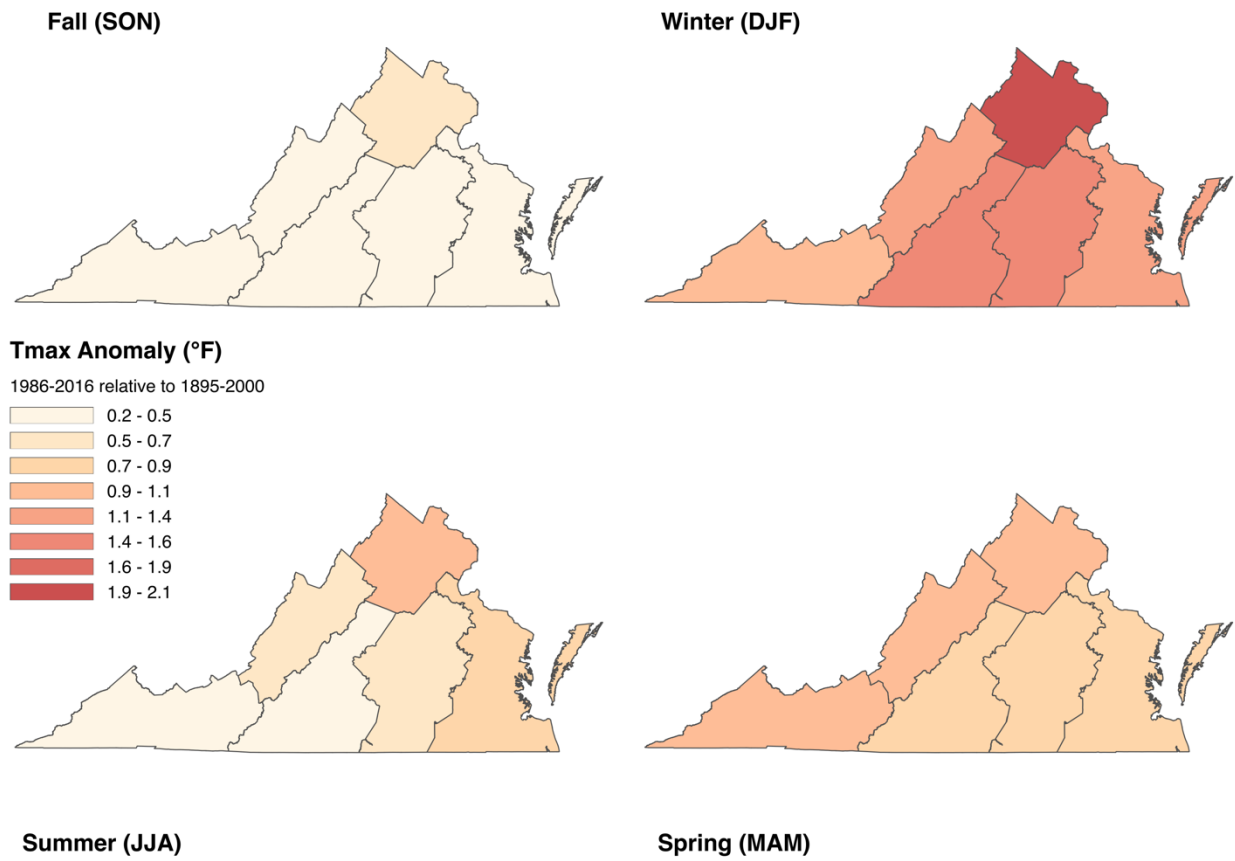 Fall (SON)
Winter (DJF)
Tmax Anomaly (°F)
1986-2016 relative to 1895-2000
0.2 - 0.5
0.5 - 0.7
0.7 - 0.9
0.9 - 1.1
1.1 - 1.4
1.4 - 1.6
1.6 - 1.9
1.9 - 2.1
Summer (JJA)
Spring (MAM)